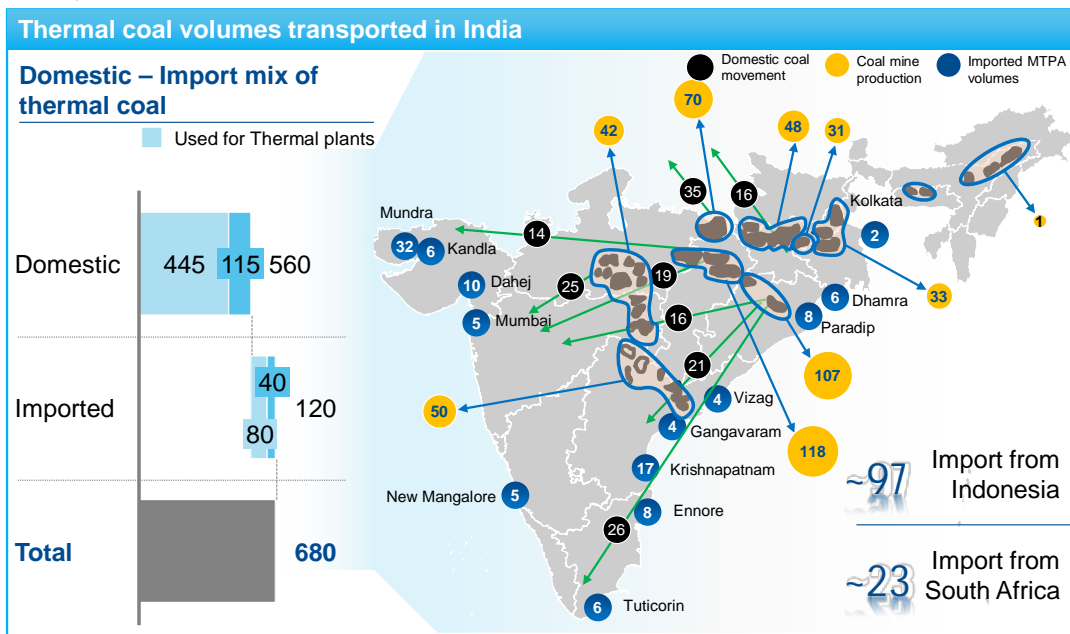 Thermal coal volumes transported in India
Domestic – Import mix of
thermal coal
Used for Thermal plants
Domestic
445
115
560
Imported
40
80
120
Total
680
Domestic coal
movement
Coal mine
production
Imported MTPA
volumes
70
42
48
31
35
16
Kolkata
2
1
Mundra
32
6
Kandla
14
10
Dahej
25
19
33
5
Mumbai
16
6
Dhamra
8
Paradip
21
107
50
4
Vizag
4
Gangavaram
118
17
Krishnapatnam
New Mangalore
5
8
Ennore
26
6
Tuticorin
~97
Import from
Indonesia
~23
Import from
South Africa